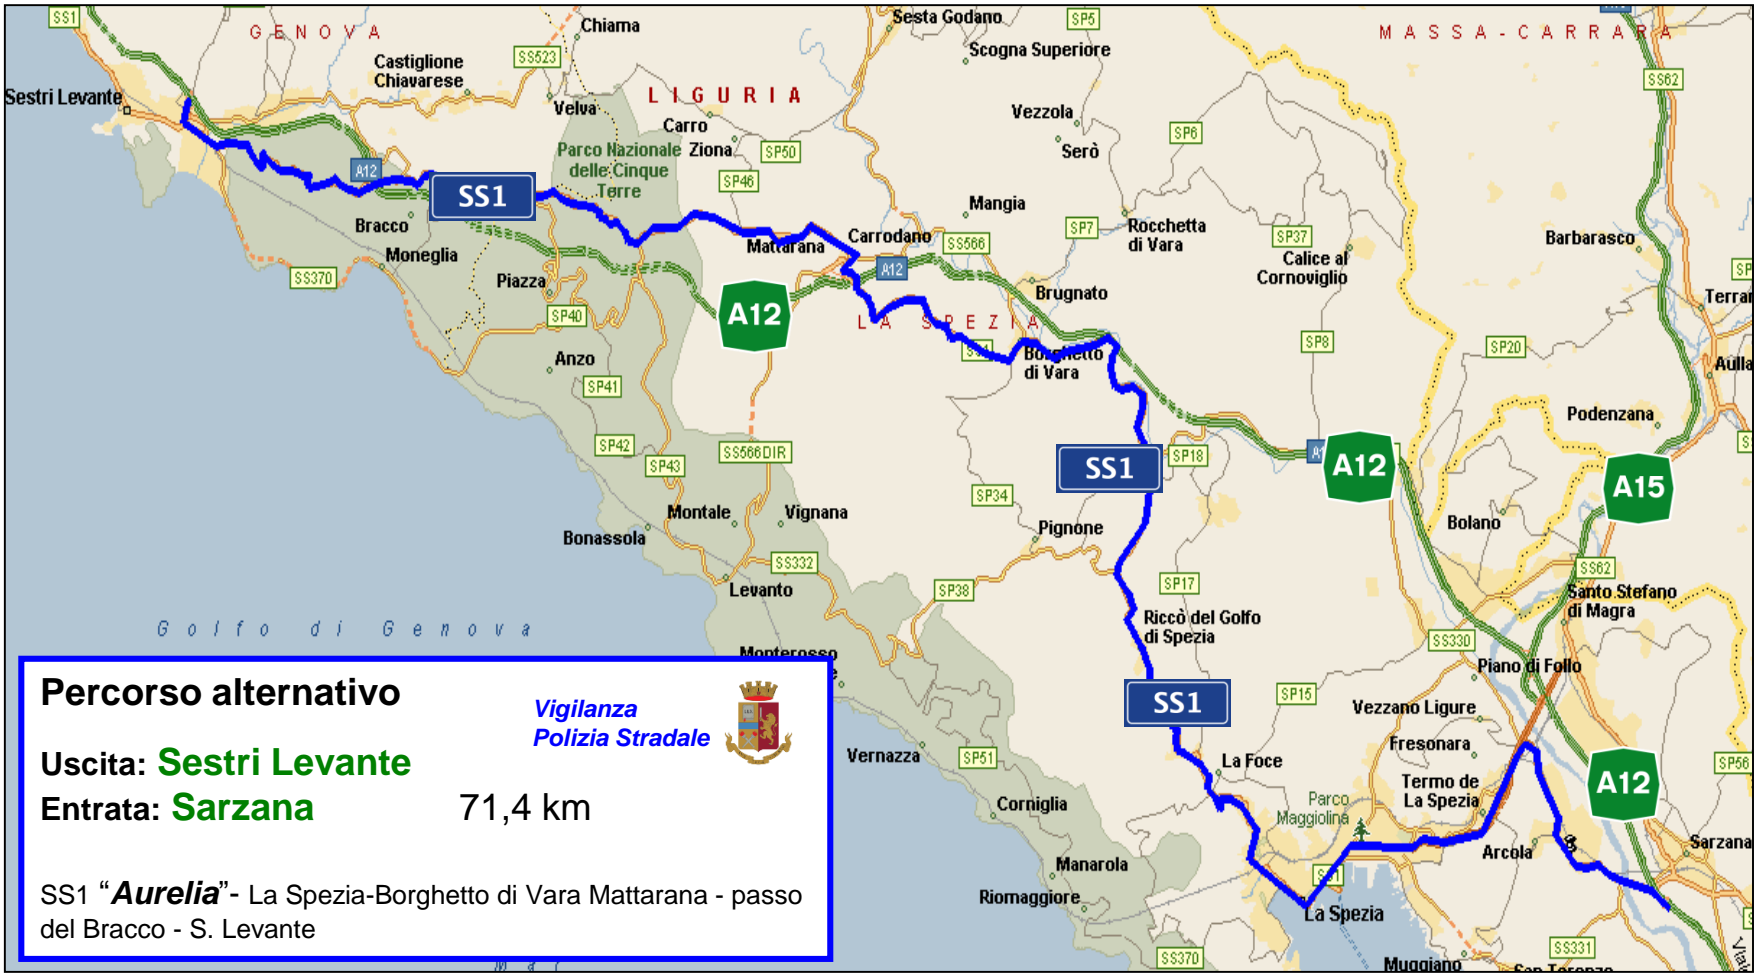 SS1
GENOVA
Chiama
Sesta Godano
SP5
MASSA-CARRARA
Scogna Superiore
SS523
Castiglione
Chiavarese
SS62
Sestri Levante
Velva
LIGURIA
Vezzola
Carro
SP6
Parco Nazionale
delle Cinque
Terre
Ziona
SP50
Serò
A12
SP46
SS1
Mangia
Bracco
Mattarana
Carrodano
SS566
SP7
Rocchetta
di Vara
SP37
Barbarasco
Moneglia
Calice al
Cornoviglio
SS370
Piazza
A12
A12
Brugnato
SP40
LA SPEZIA
SP8
SP20
Anzo
Borghetto
di Vara
Aulla
SP41
Podenzana
SP42
SP43
SS566DIR
SS1
SP18
A12
A15
SP34
Montale
Vignana
Pignone
Bolano
Bonassola
SS332
SP38
SP17
SS62
Levanto
Santo Stefano
di Magra
Riccò del Golfo
di Spezia
Golfo di Genova
SS330
Monterosso
Piano di Follo
SP15
SS1
Vezzano Ligure
Vernazza
SP51
La Foce
Fresonara
SP56
Termo de
La Spezia
A12
Corniglia
Parco
Maggiolina
Arcola
Sarzana
Manarola
Riomaggiore
La Spezia
SS331
SS370
Muggiano
Percorso alternativo
Vigilanza
Polizia Stradale
Uscita: Sestri Levante
Entrata: Sarzana 71,4 km
SS1 “Aurelia”- La Spezia-Borghetto di Vara Mattarana - passo
del Bracco - S. Levante